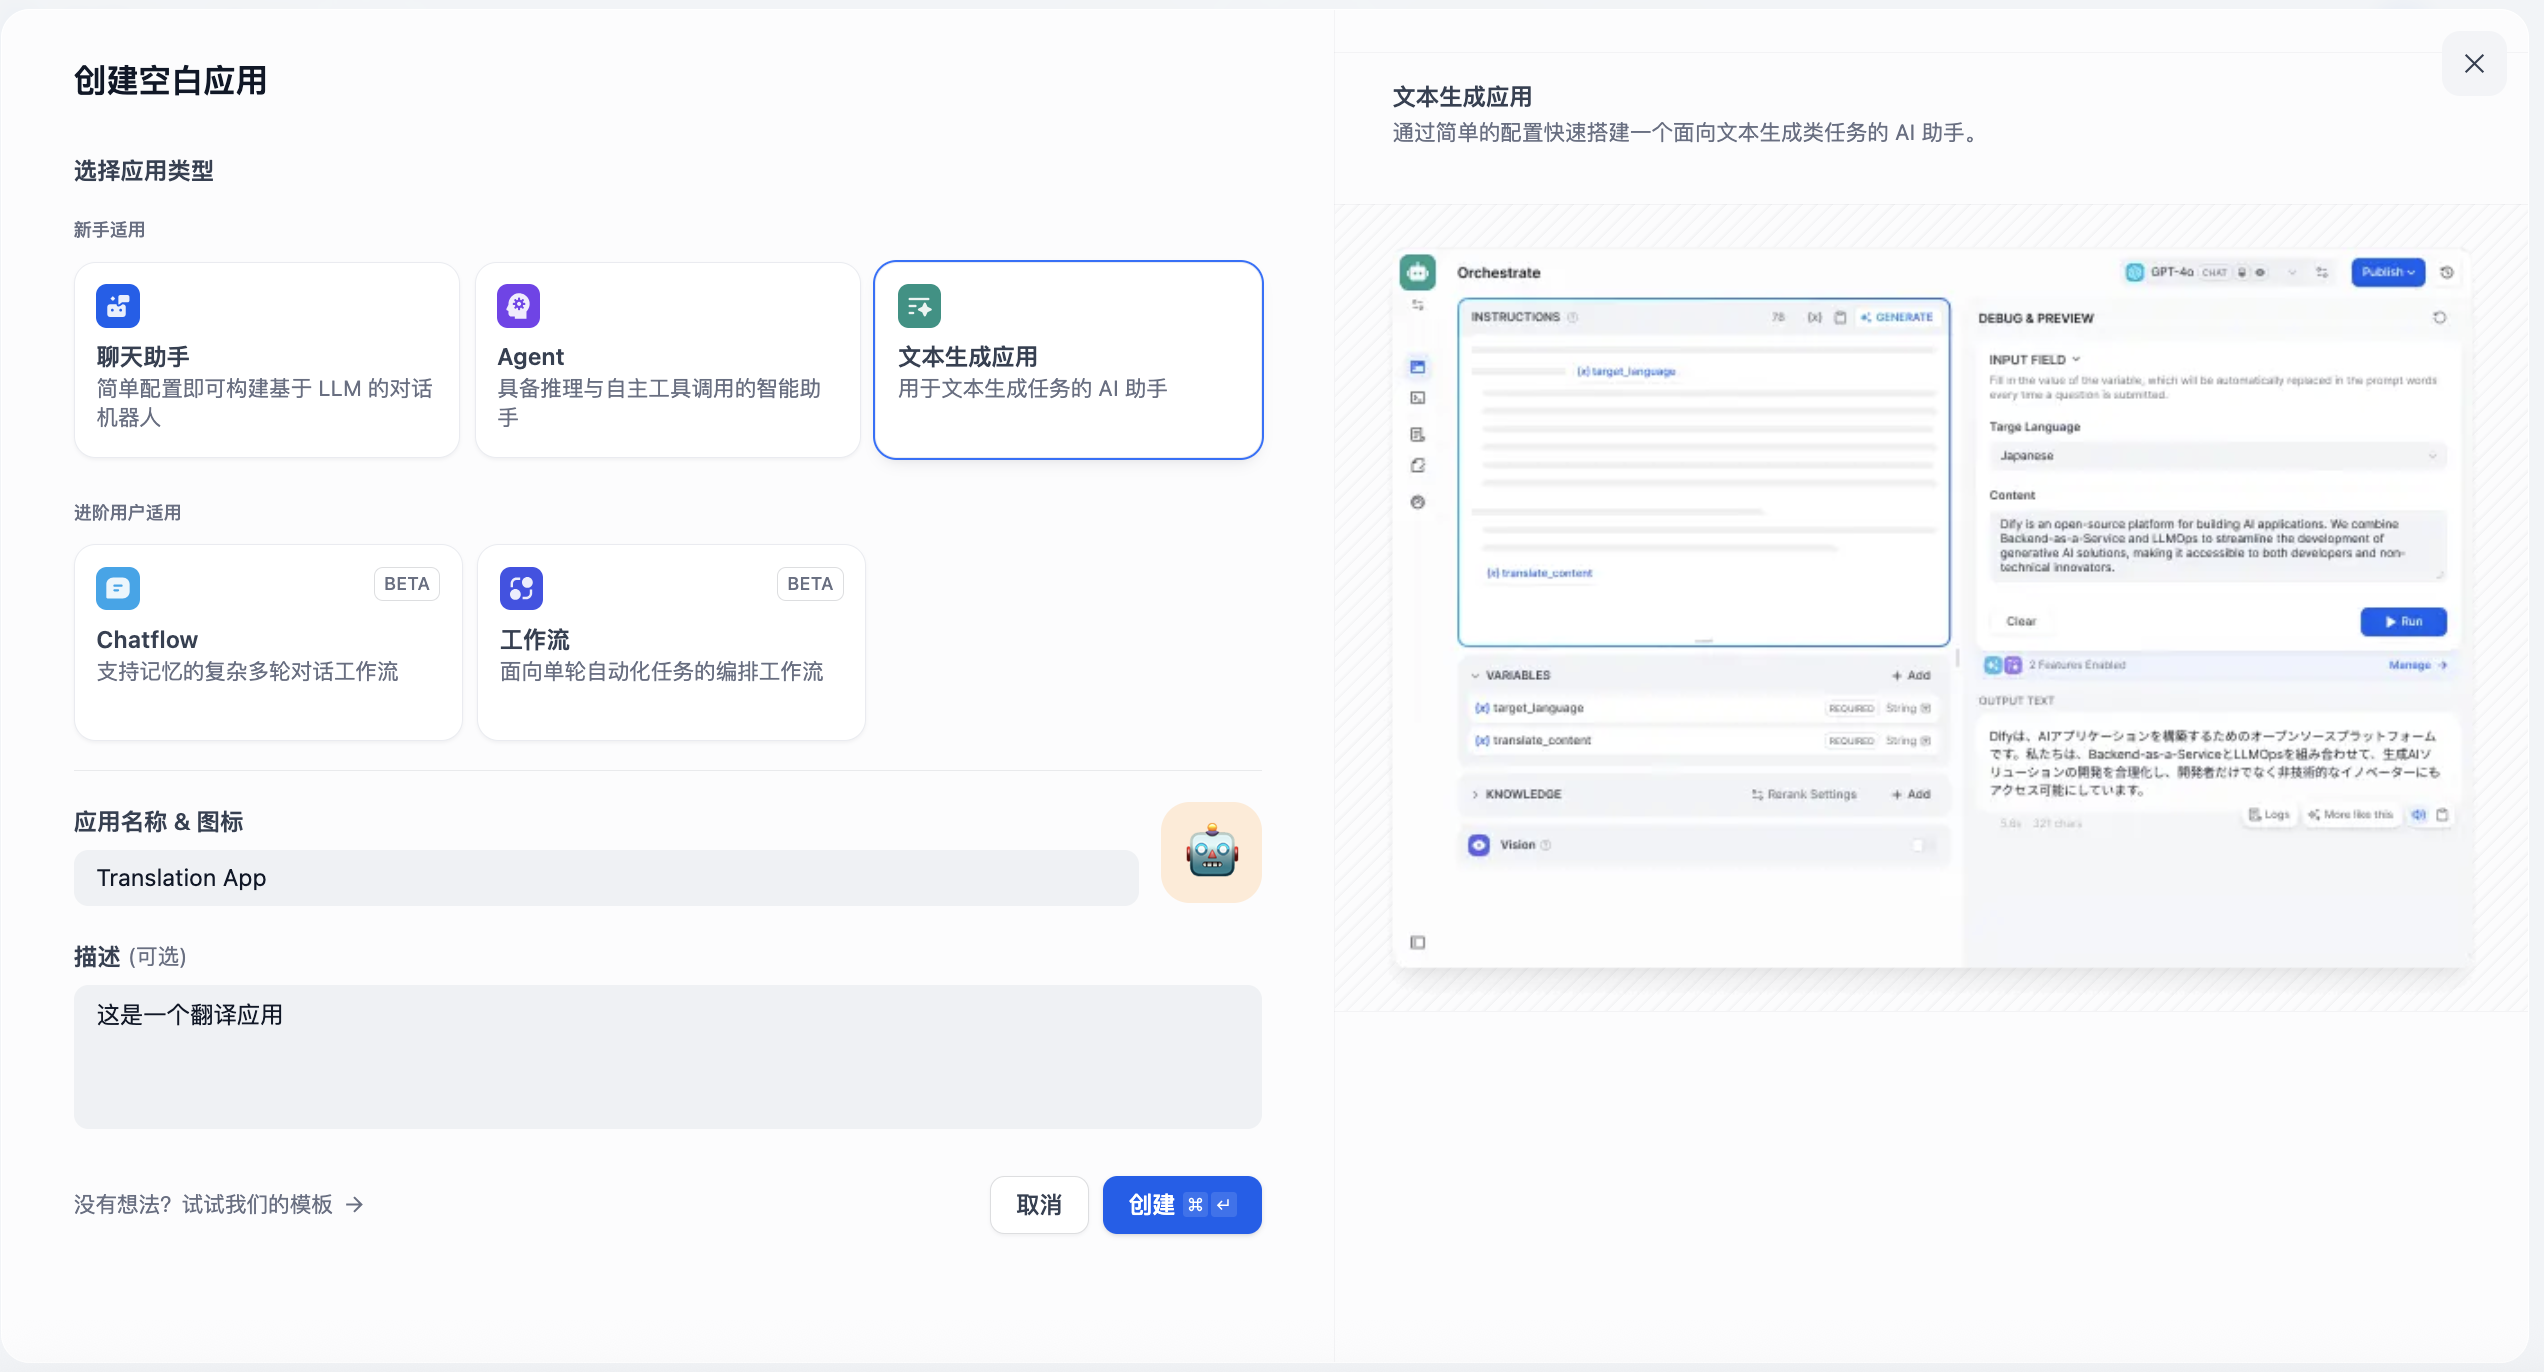 创建空白应用
选择应用类型
新手适用
聊天助手
简单配置即可构建基于 LLM 的对话
机器人
Agent
具备推理与自主工具调用的智能助
手
文本生成应用
用于文本生成任务的 AI 助手
进阶用户适用
BETA
Chatflow
支持记忆的复杂多轮对话工作流
BETA
工作流
面向单轮自动化任务的编排工作流
应用名称 & 图标
Translation App
描述 (可选)
这是一个翻译应用
没有想法? 试试我们的模板 →
取消
创建 ⌘ ↵
文本生成应用
通过简单的配置快速搭建一个面向文本生成类任务的 AI 助手。
Orchestrate
GPT-4o CHAT
Publish
INSTRUCTIONS
78 {x} GENERATE
{x} target_language
{x} translate_content
VARIABLES
+ Add
{x} target_language
REQUIRED String
{x} translate_content
REQUIRED String
KNOWLEDGE
Rerank Settings
+ Add
Vision
DEBUG & PREVIEW
INPUT FIELD
Fill in the value of the variable, which will be automatically replaced in the prompt words
every time a question is submitted.
Targe Language
Japanese
Content
Dify is an open-source platform for building AI applications. We combine
Backend-as-a-Service and LLMOps to streamline the development of
generative AI solutions, making it accessible to both developers and non-
technical innovators.
Clear
Run
2 Features Enabled
Manage →
OUTPUT TEXT
Difyは、AIアプリケーションを構築するためのオープンソースプラットフォーム
です。私たちは、Backend-as-a-ServiceとLLMOpsを組み合わせて、生成AIソ
リューションの開発を合理化し、開発者だけでなく非技術的なイノベーターにも
アクセス可能にしています。
5.6s 321 chars
Logs
More like this